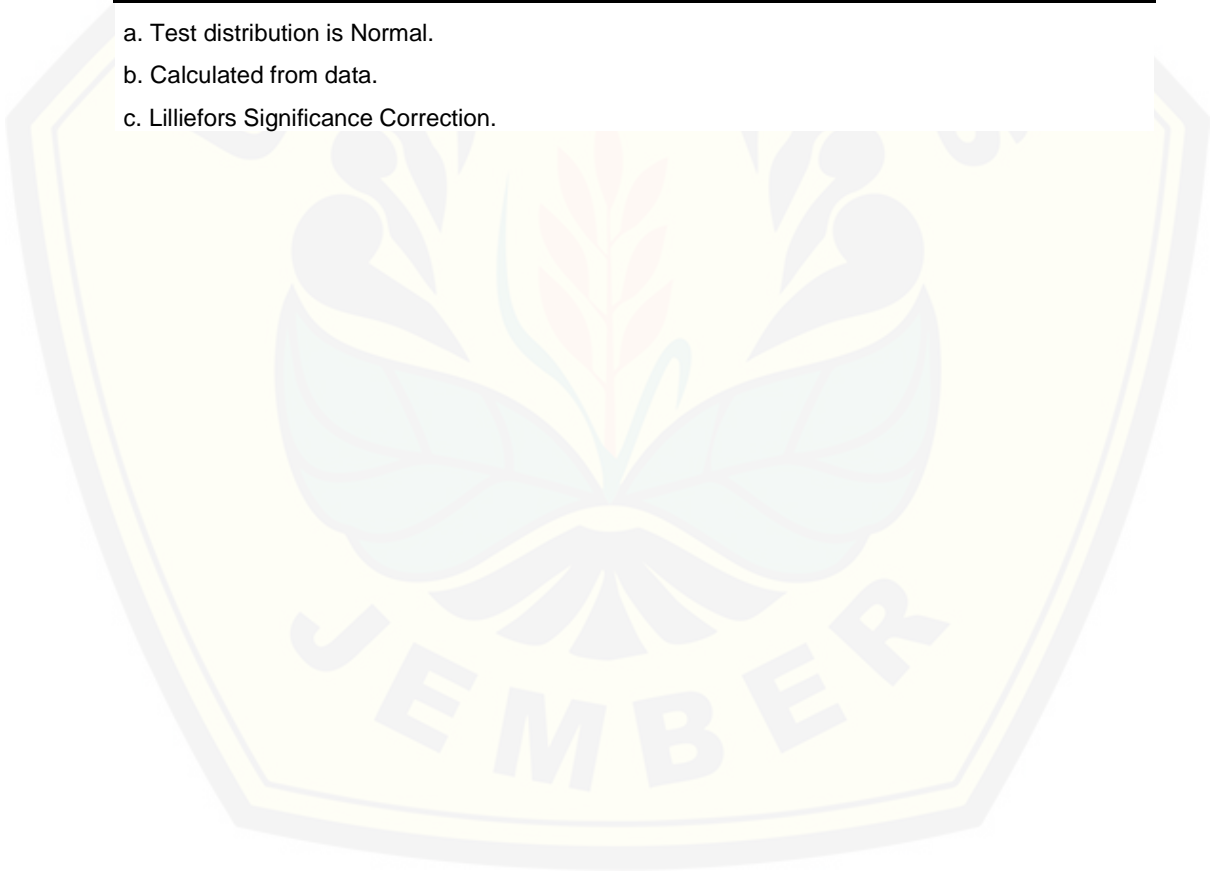 a. Test distribution is Normal.
b. Calculated from data.
c. Lilliefors Significance Correction.
JEMBER